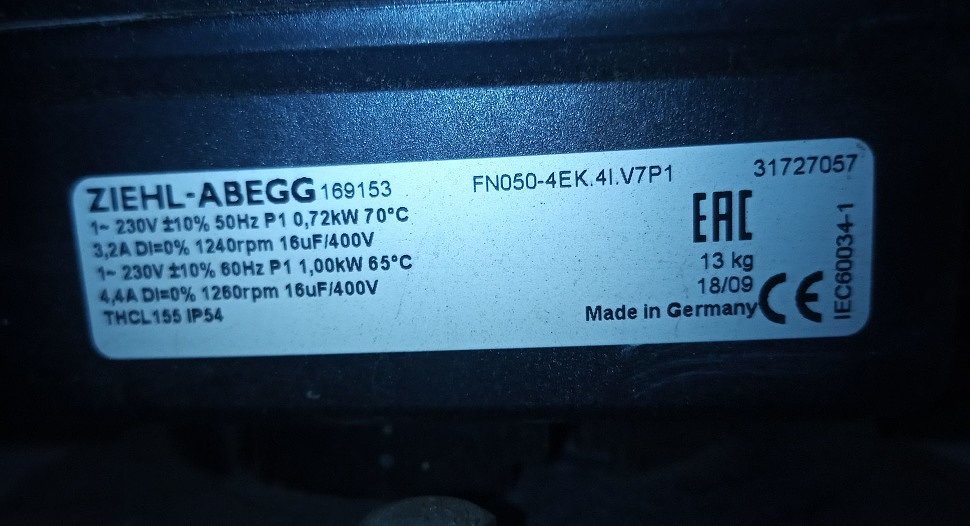 ZIEHL-ABEGG 169153 FN050-4EK.4I.V7P1 31727057
1~ 230V ±10% 50Hz P1 0,72kW 70°C
3,2A DI=0% 1240rpm 16uF/400V
1~ 230V ±10% 60Hz P1 1,00kW 65°C
4,4A DI=0% 1260rpm 16uF/400V
THCL155 IP54
EAC
13 kg
18/09
Made in Germany CE
IEC60034-1